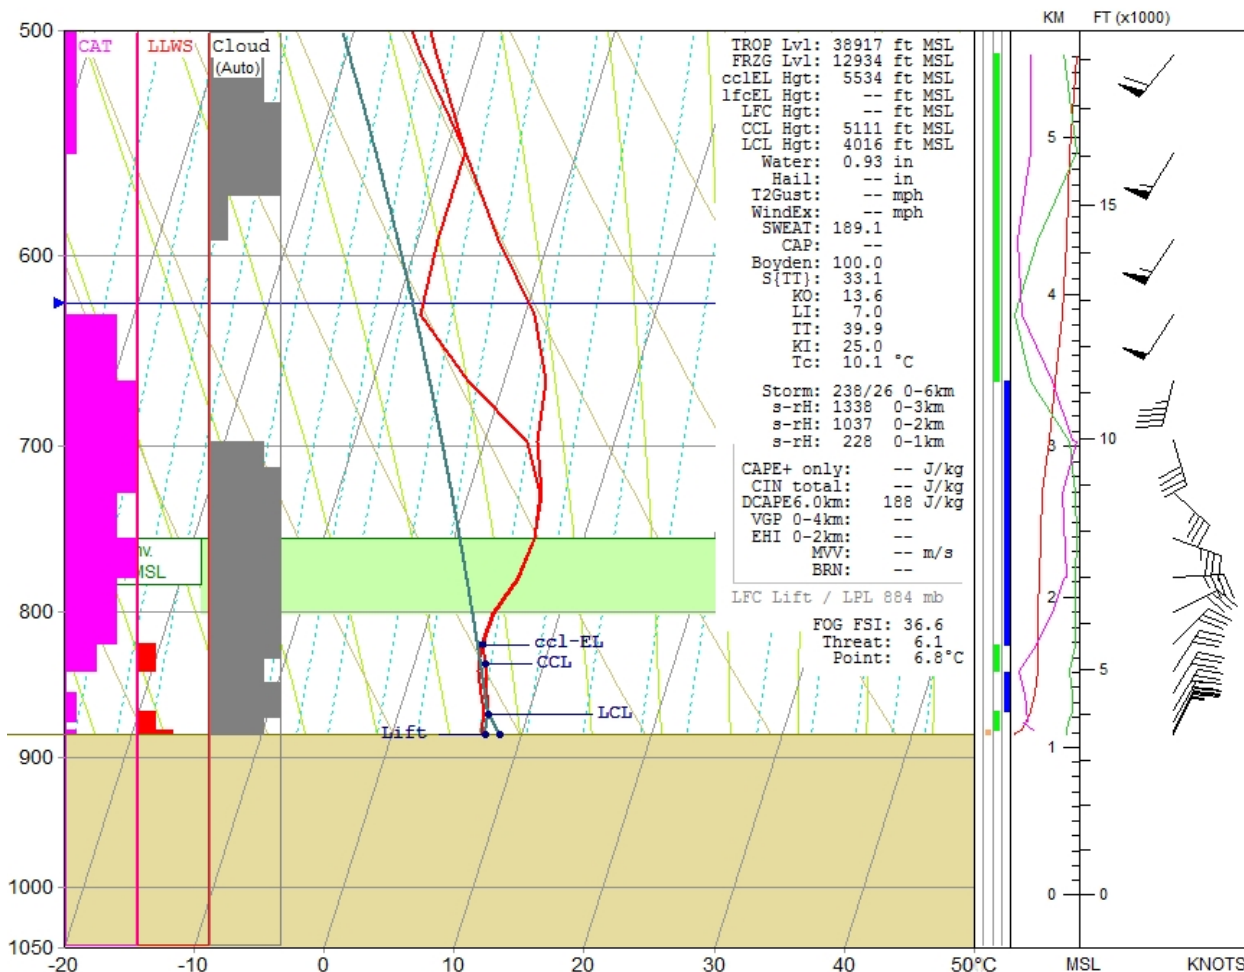 KM FT (x1000)
500
CAT LLWS Cloud
(Auto)
TROP Lvl: 38917 ft MSL
FRZG Lvl: 12934 ft MSL
cclEL Hgt: 5534 ft MSL
lfcEL Hgt: -- ft MSL
LFC Hgt: -- ft MSL
CCL Hgt: 5111 ft MSL
LCL Hgt: 4016 ft MSL
Water: 0.93 in
Hail: -- in
T2Gust: -- mph
WindEx: -- mph
SWEAT: 189.1
CAP: --
Boyden: 100.0
S{TT}: 33.1
KO: 13.6
LI: 7.0
TT: 39.9
KI: 25.0
Tc: 10.1 °C
Storm: 238/26 0-6km
s-rH: 1338 0-3km
s-rH: 1037 0-2km
s-rH: 228 0-1km
CAPE+ only: -- J/kg
CIN total: -- J/kg
DCAPE6.0km: 188 J/kg
VGP 0-4km: --
EHI 0-2km: --
MVV: -- m/s
BRN: --
LFC Lift / LPL 884 mb
FOG FSI: 36.6
Threat: 6.1
Point: 6.8°C
5
15
600
4
700
3
10
nv.
MSL
2
800
ccl-EL
CCL
5
LCL
Lift
1
900
1000
0 0
1050
-20 -10 0 10 20 30 40 50°C MSL KNOTS